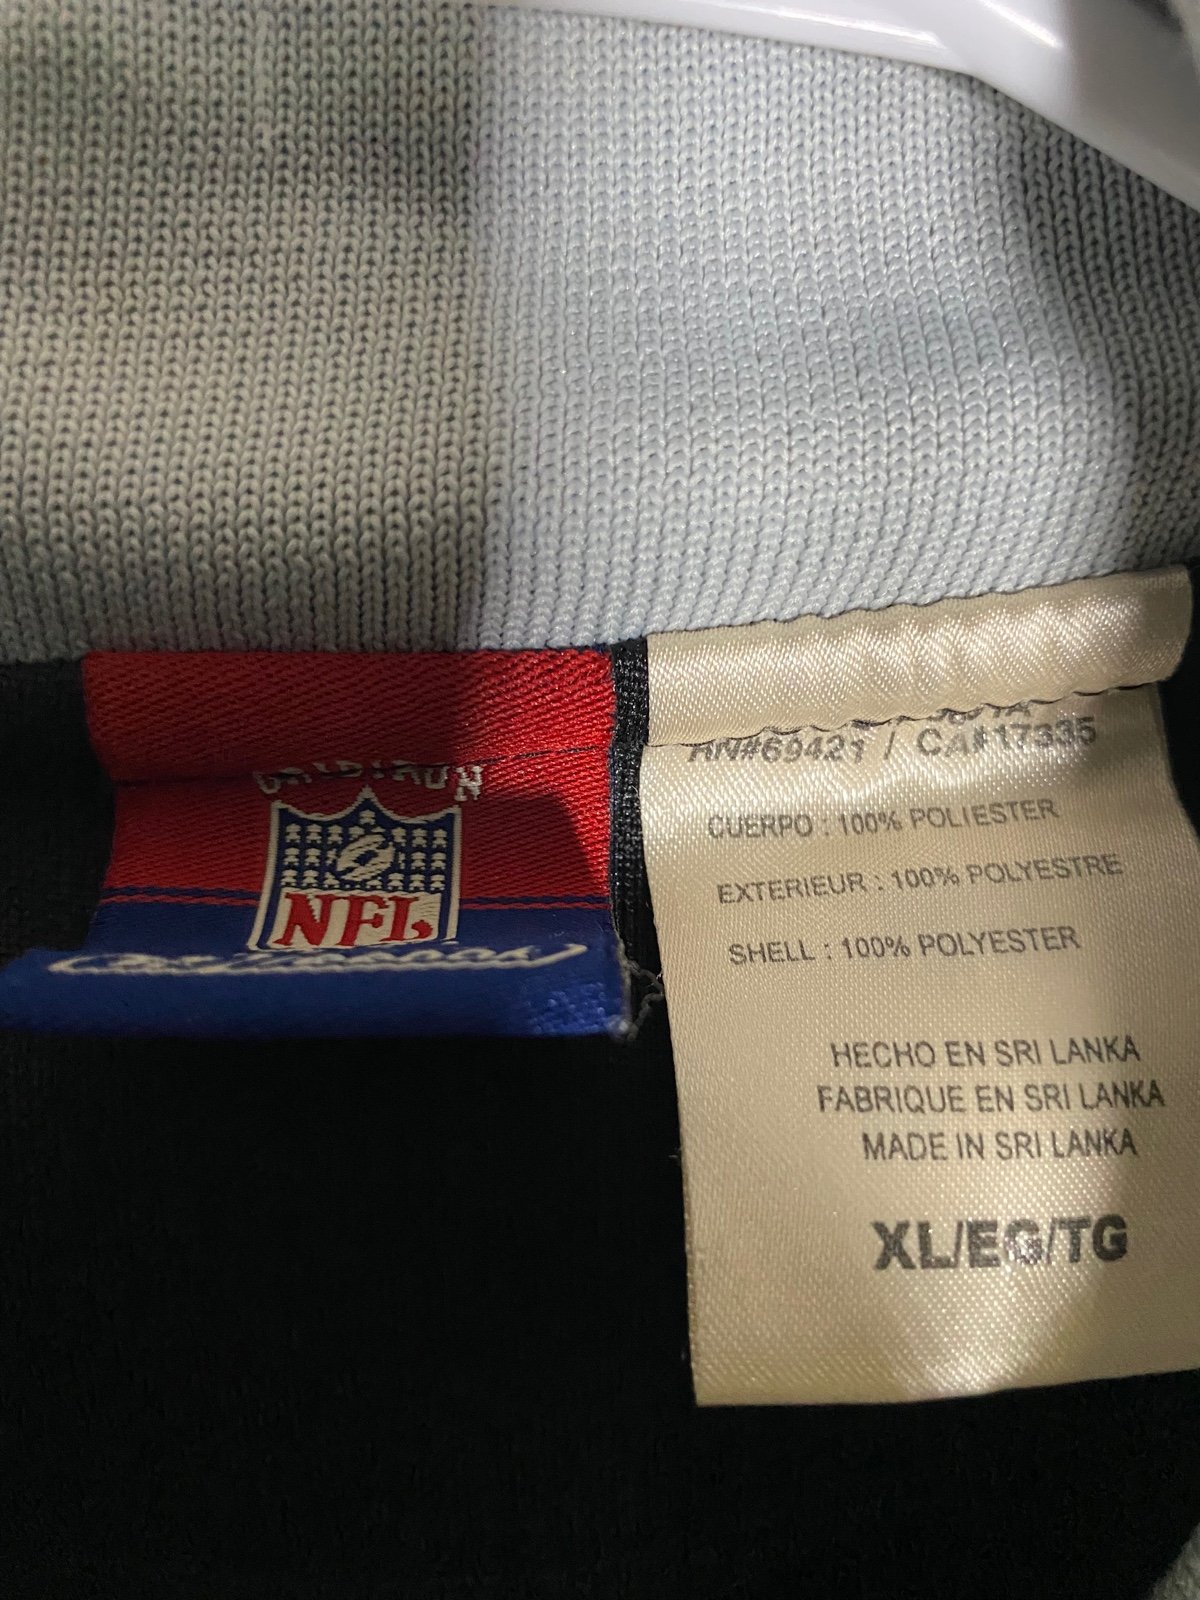 GRIDIRON
NFL
RN#69421 / CA#17335
CUERPO : 100% POLIESTER
EXTERIEUR : 100% POLYESTRE
SHELL : 100% POLYESTER
HECHO EN SRI LANKA
FABRIQUE EN SRI LANKA
MADE IN SRI LANKA
XL/EG/TG